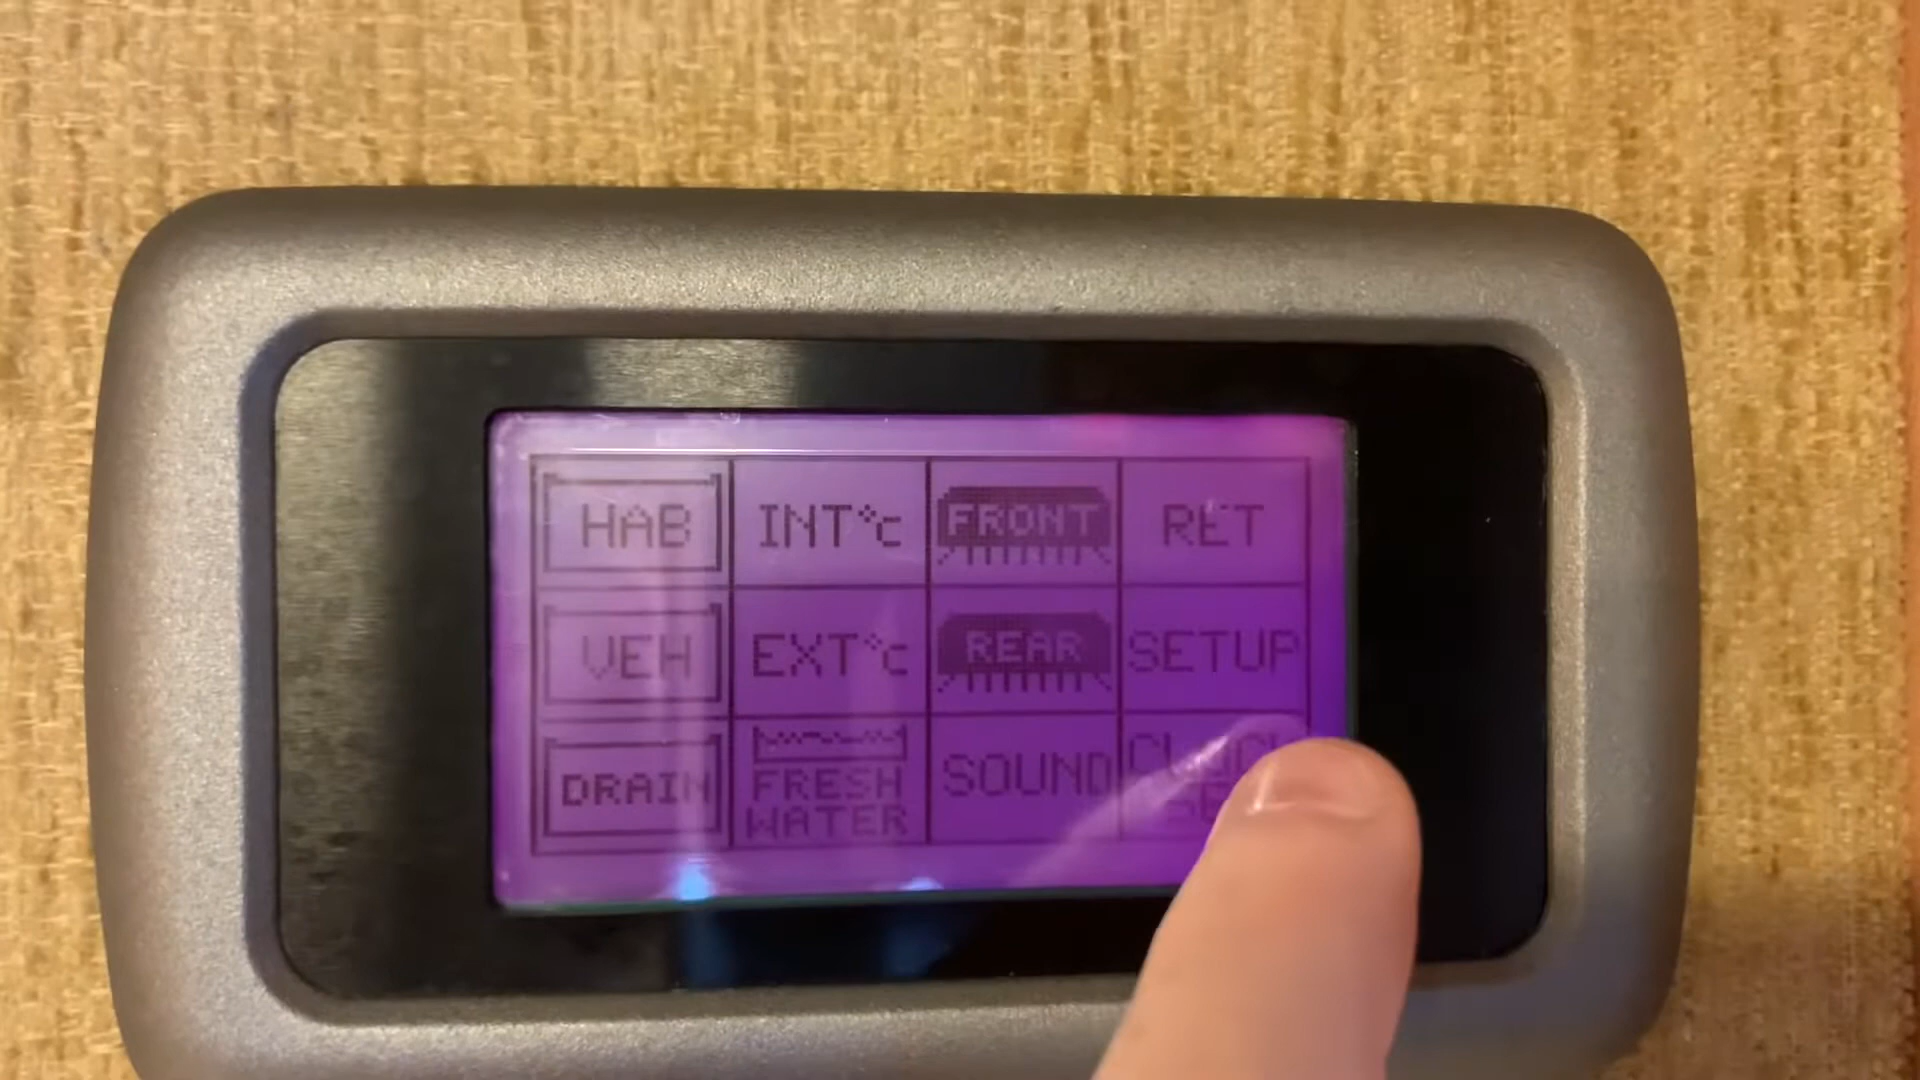 HAB
INT°c
FRONT
RET
VEH
EXT°c
REAR
SETUP
DRAIN
FRESH
WATER
SOUND